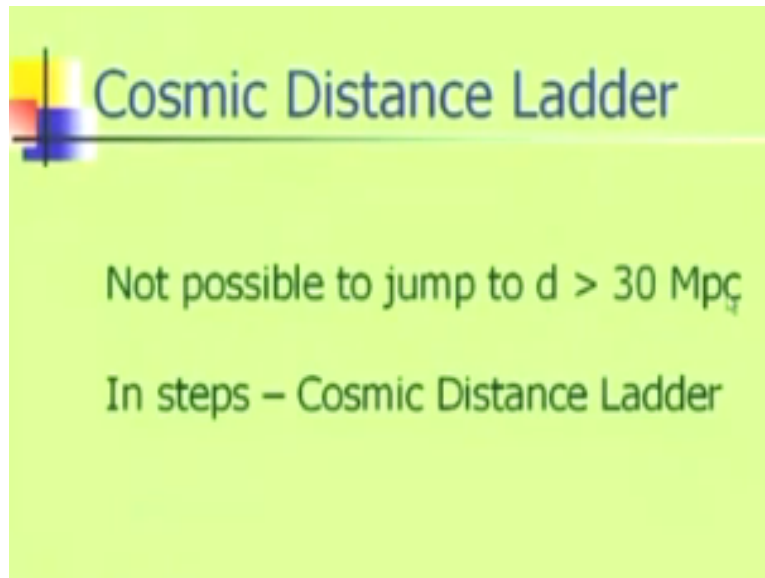 Cosmic Distance Ladder
Not possible to jump to d > 30 Mpc
In steps – Cosmic Distance Ladder